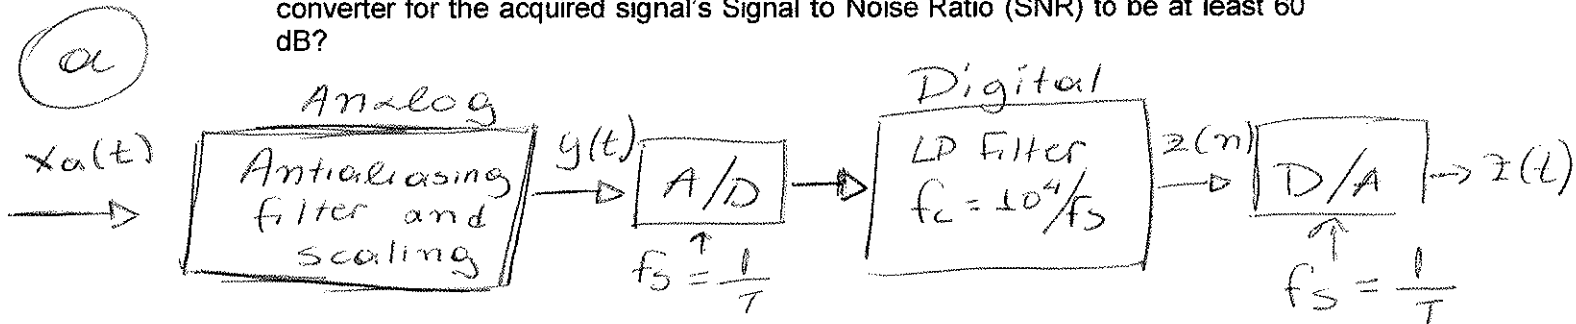 converter for the acquired signal's Signal to Noise Ratio (SNR) to be at least 60
dB?
a
Analog
Digital
xa(t)
Antialiasing
filter and
scaling
y(t)
A/D
fs = 1/T
LP Filter
fc = 10⁴/fs
z(n)
D/A
z(t)
fs = 1/T